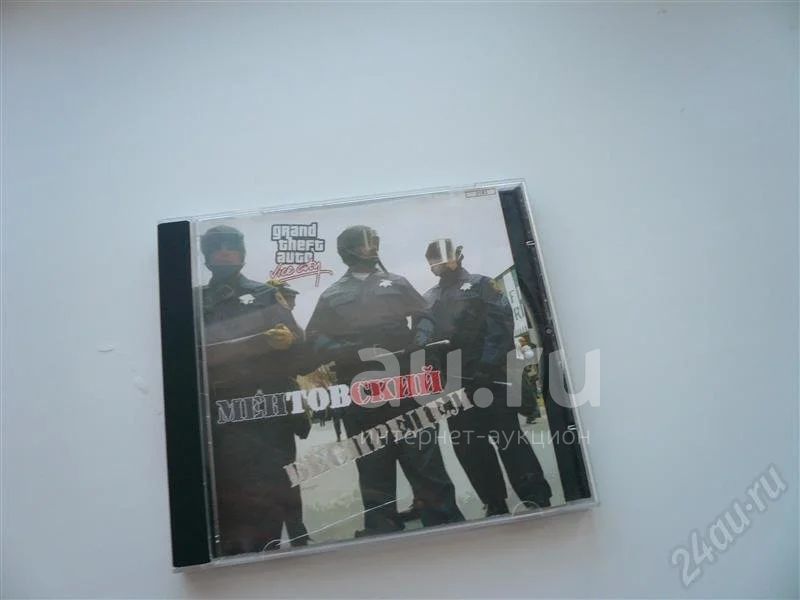 grand
theft
auto
Vice City
МЕНТОВСКИЙ
БЕСПРЕДЕЛ
au.ru
интернет-аукцион
24au.ru